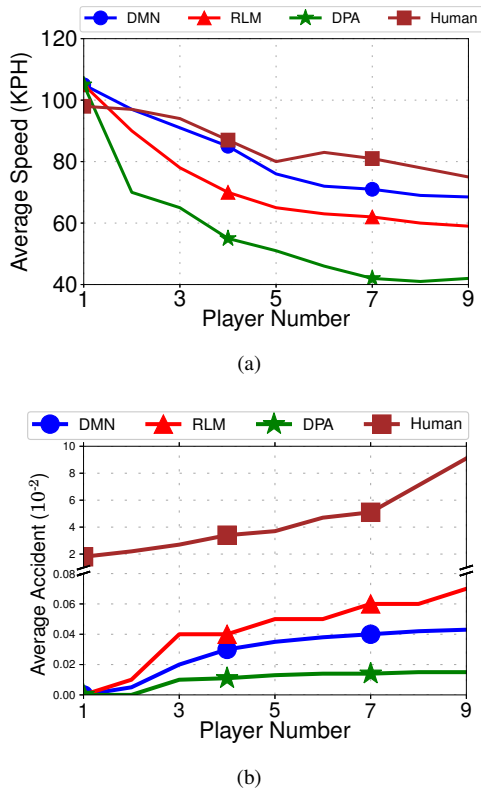 DMN RLM DPA Human
120
100
80
60
40
Average Speed (KPH)
1 3 5 7 9
Player Number
(a)
DMN RLM DPA Human
10
8
6
4
2
0.08
0.06
0.04
0.02
0.00
Average Accident (10⁻²)
1 3 5 7 9
Player Number
(b)